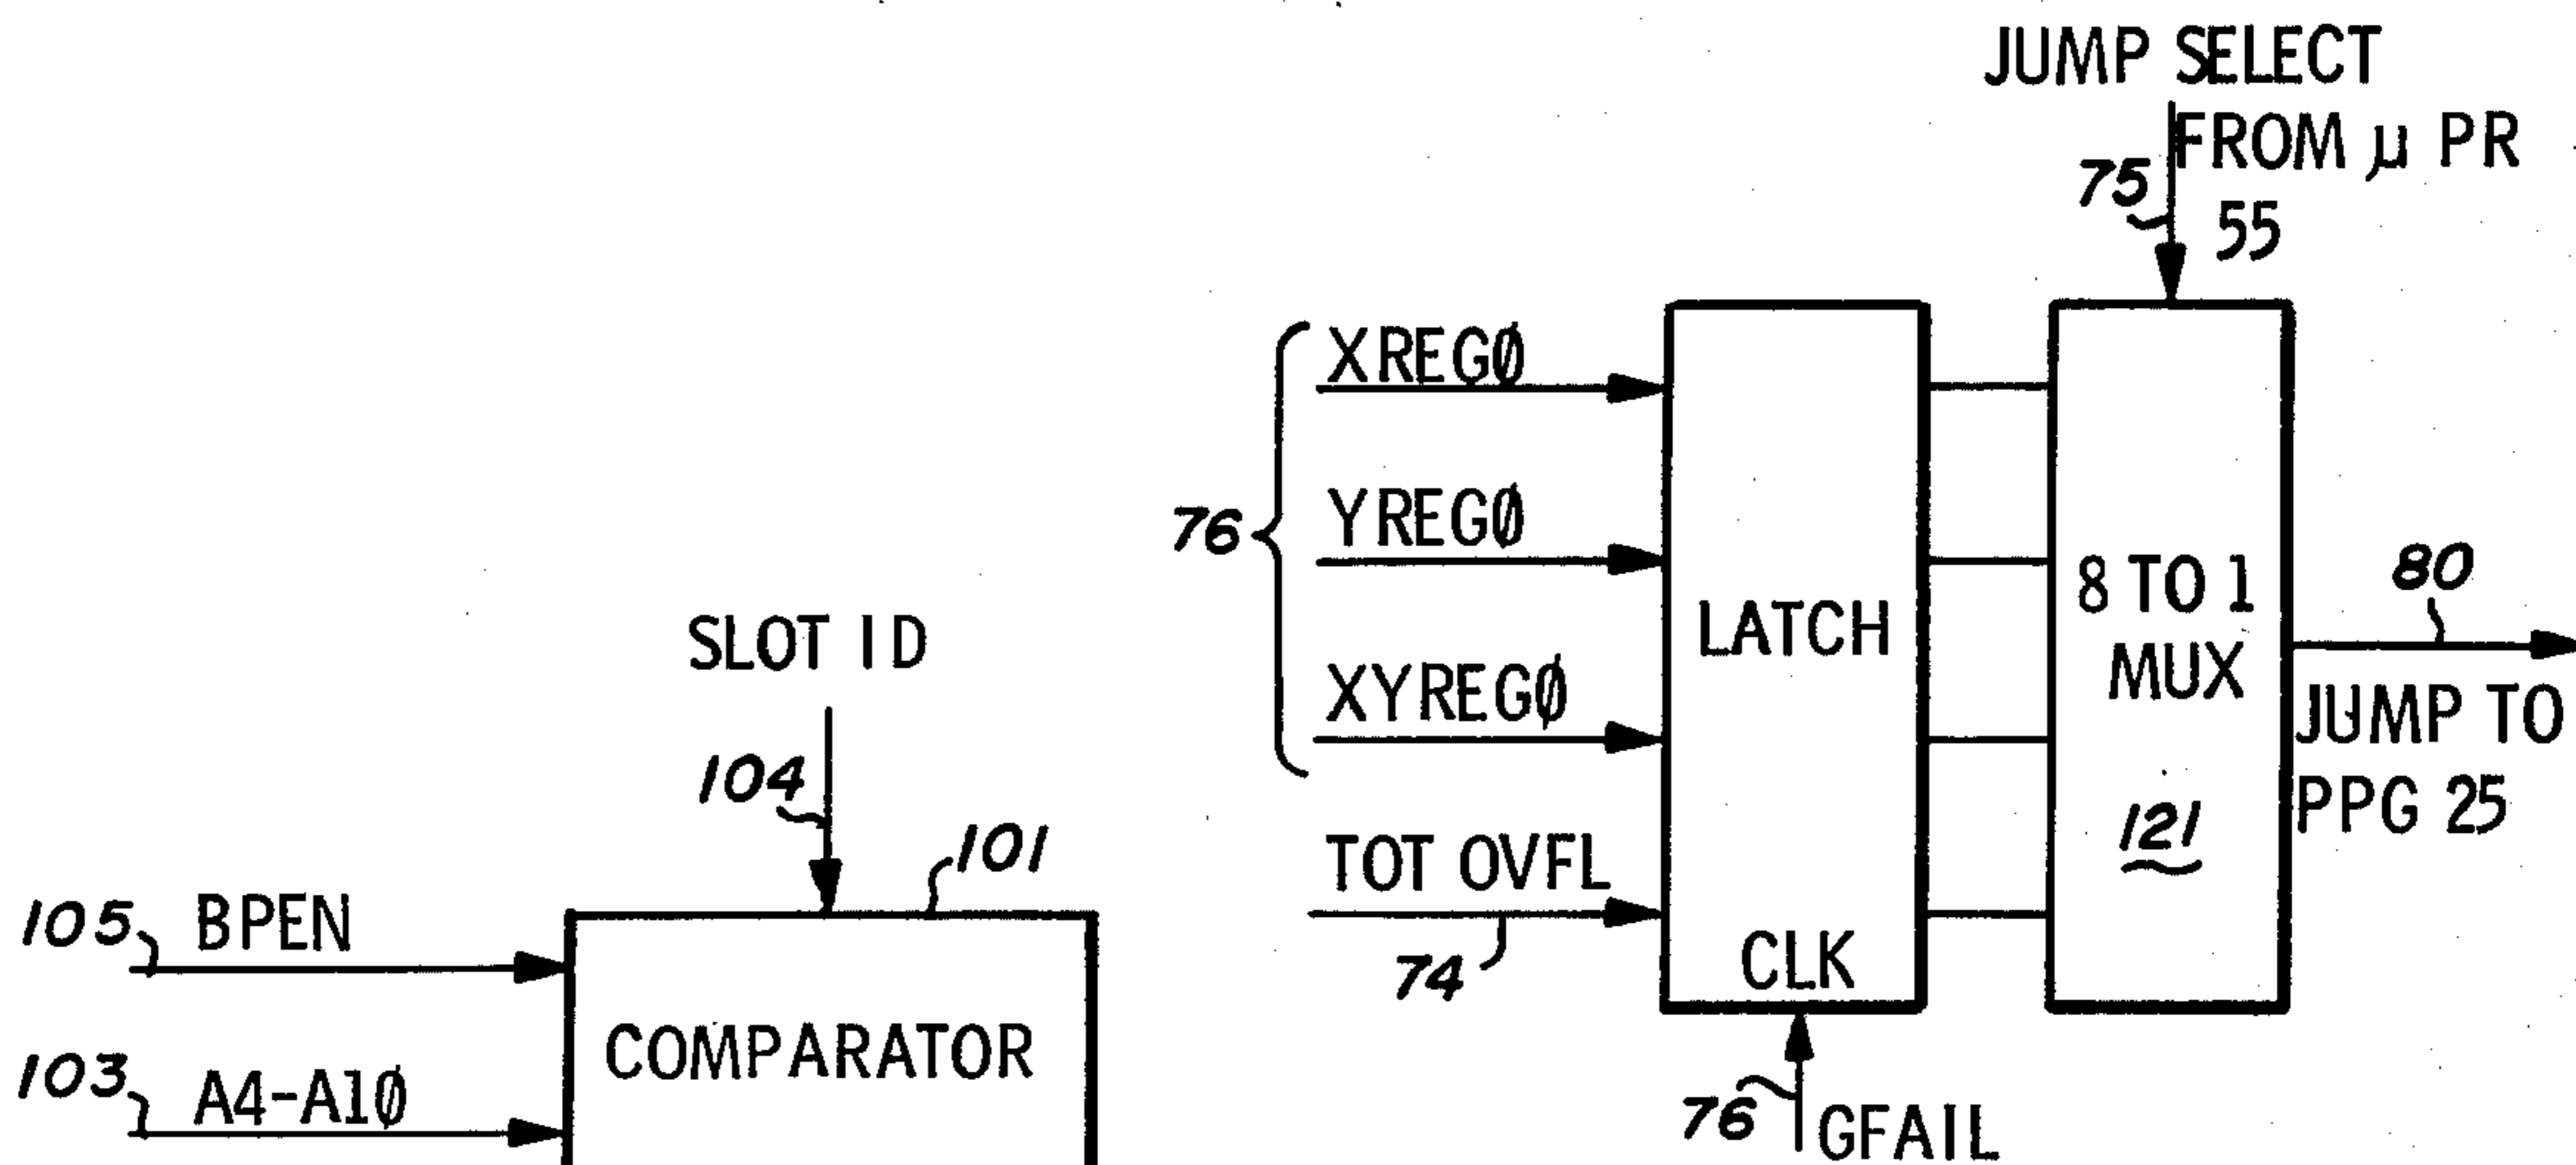 JUMP SELECT
FROM μ PR
75
55
XREGØ
YREGØ
76
XYREGØ
TOT OVFL
74
LATCH
CLK
76
GFAIL
8 TO 1
MUX
121
80
JUMP TO
PPG 25
SLOT ID
104
101
105
BPEN
COMPARATOR
103
A4-A1Ø